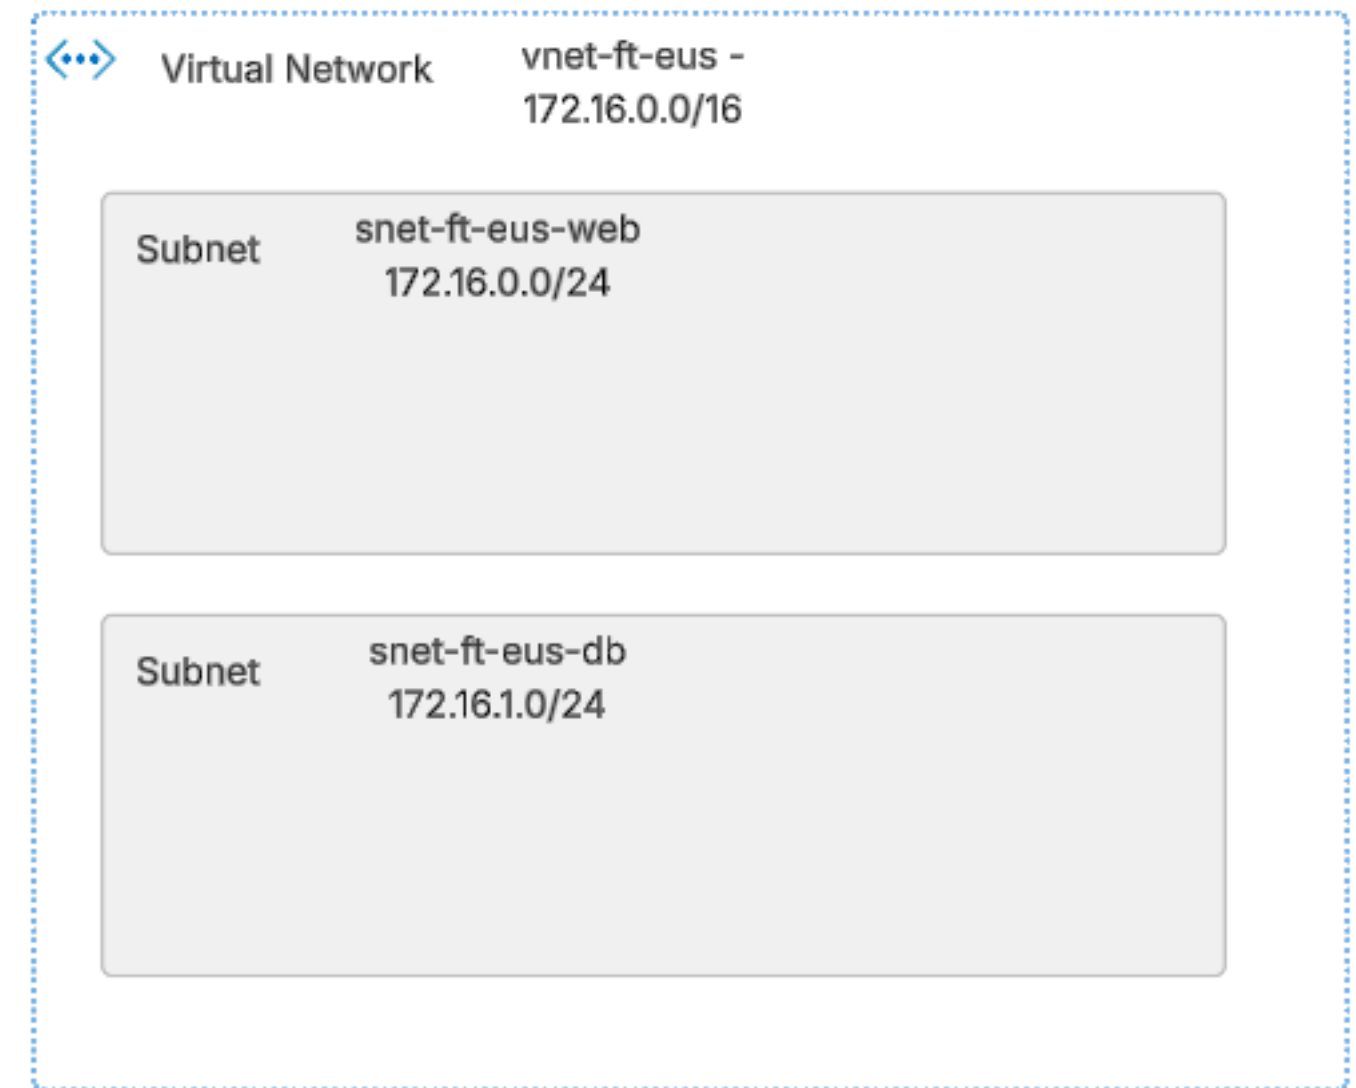 Virtual Network
vnet-ft-eus -
172.16.0.0/16
Subnet
snet-ft-eus-web
172.16.0.0/24
Subnet
snet-ft-eus-db
172.16.1.0/24